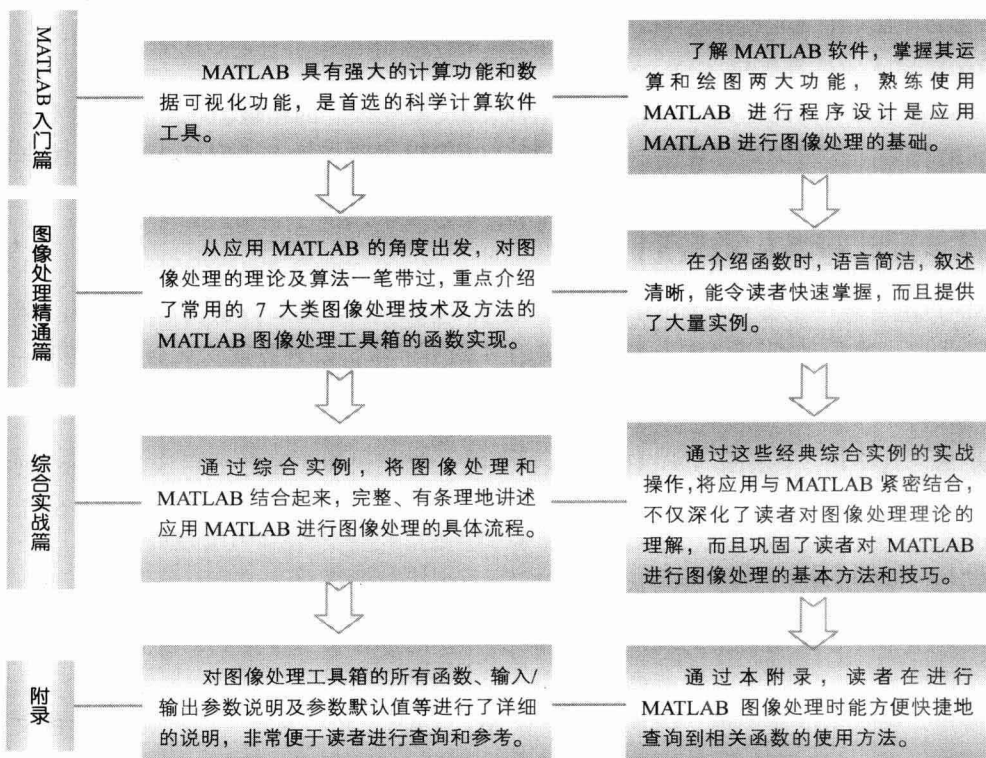 MATLAB 入门篇
MATLAB 具有强大的计算功能和数
据可视化功能，是首选的科学计算软件
工具。
了解 MATLAB 软件，掌握其运
算和绘图两大功能，熟练使用
MATLAB 进行程序设计是应用
MATLAB 进行图像处理的基础。
图像处理精通篇
从应用 MATLAB 的角度出发，对图
像处理的理论及算法一笔带过，重点介绍
了常用的 7 大类图像处理技术及方法的
MATLAB 图像处理工具箱的函数实现。
在介绍函数时，语言简洁，叙述
清晰，能令读者快速掌握，而且提供
了大量实例。
综合实战篇
通过综合实例，将图像处理和
MATLAB 结合起来，完整、有条理地讲述
应用 MATLAB 进行图像处理的具体流程。
通过这些经典综合实例的实战
操作，将应用与 MATLAB 紧密结合，
不仅深化了读者对图像处理理论的
理解，而且巩固了读者对 MATLAB
进行图像处理的基本方法和技巧。
附录
对图像处理工具箱的所有函数、输入/
输出参数说明及参数默认值等进行了详细
的说明，非常便于读者进行查询和参考。
通过本附录，读者在进行
MATLAB 图像处理时能方便快捷地
查询到相关函数的使用方法。